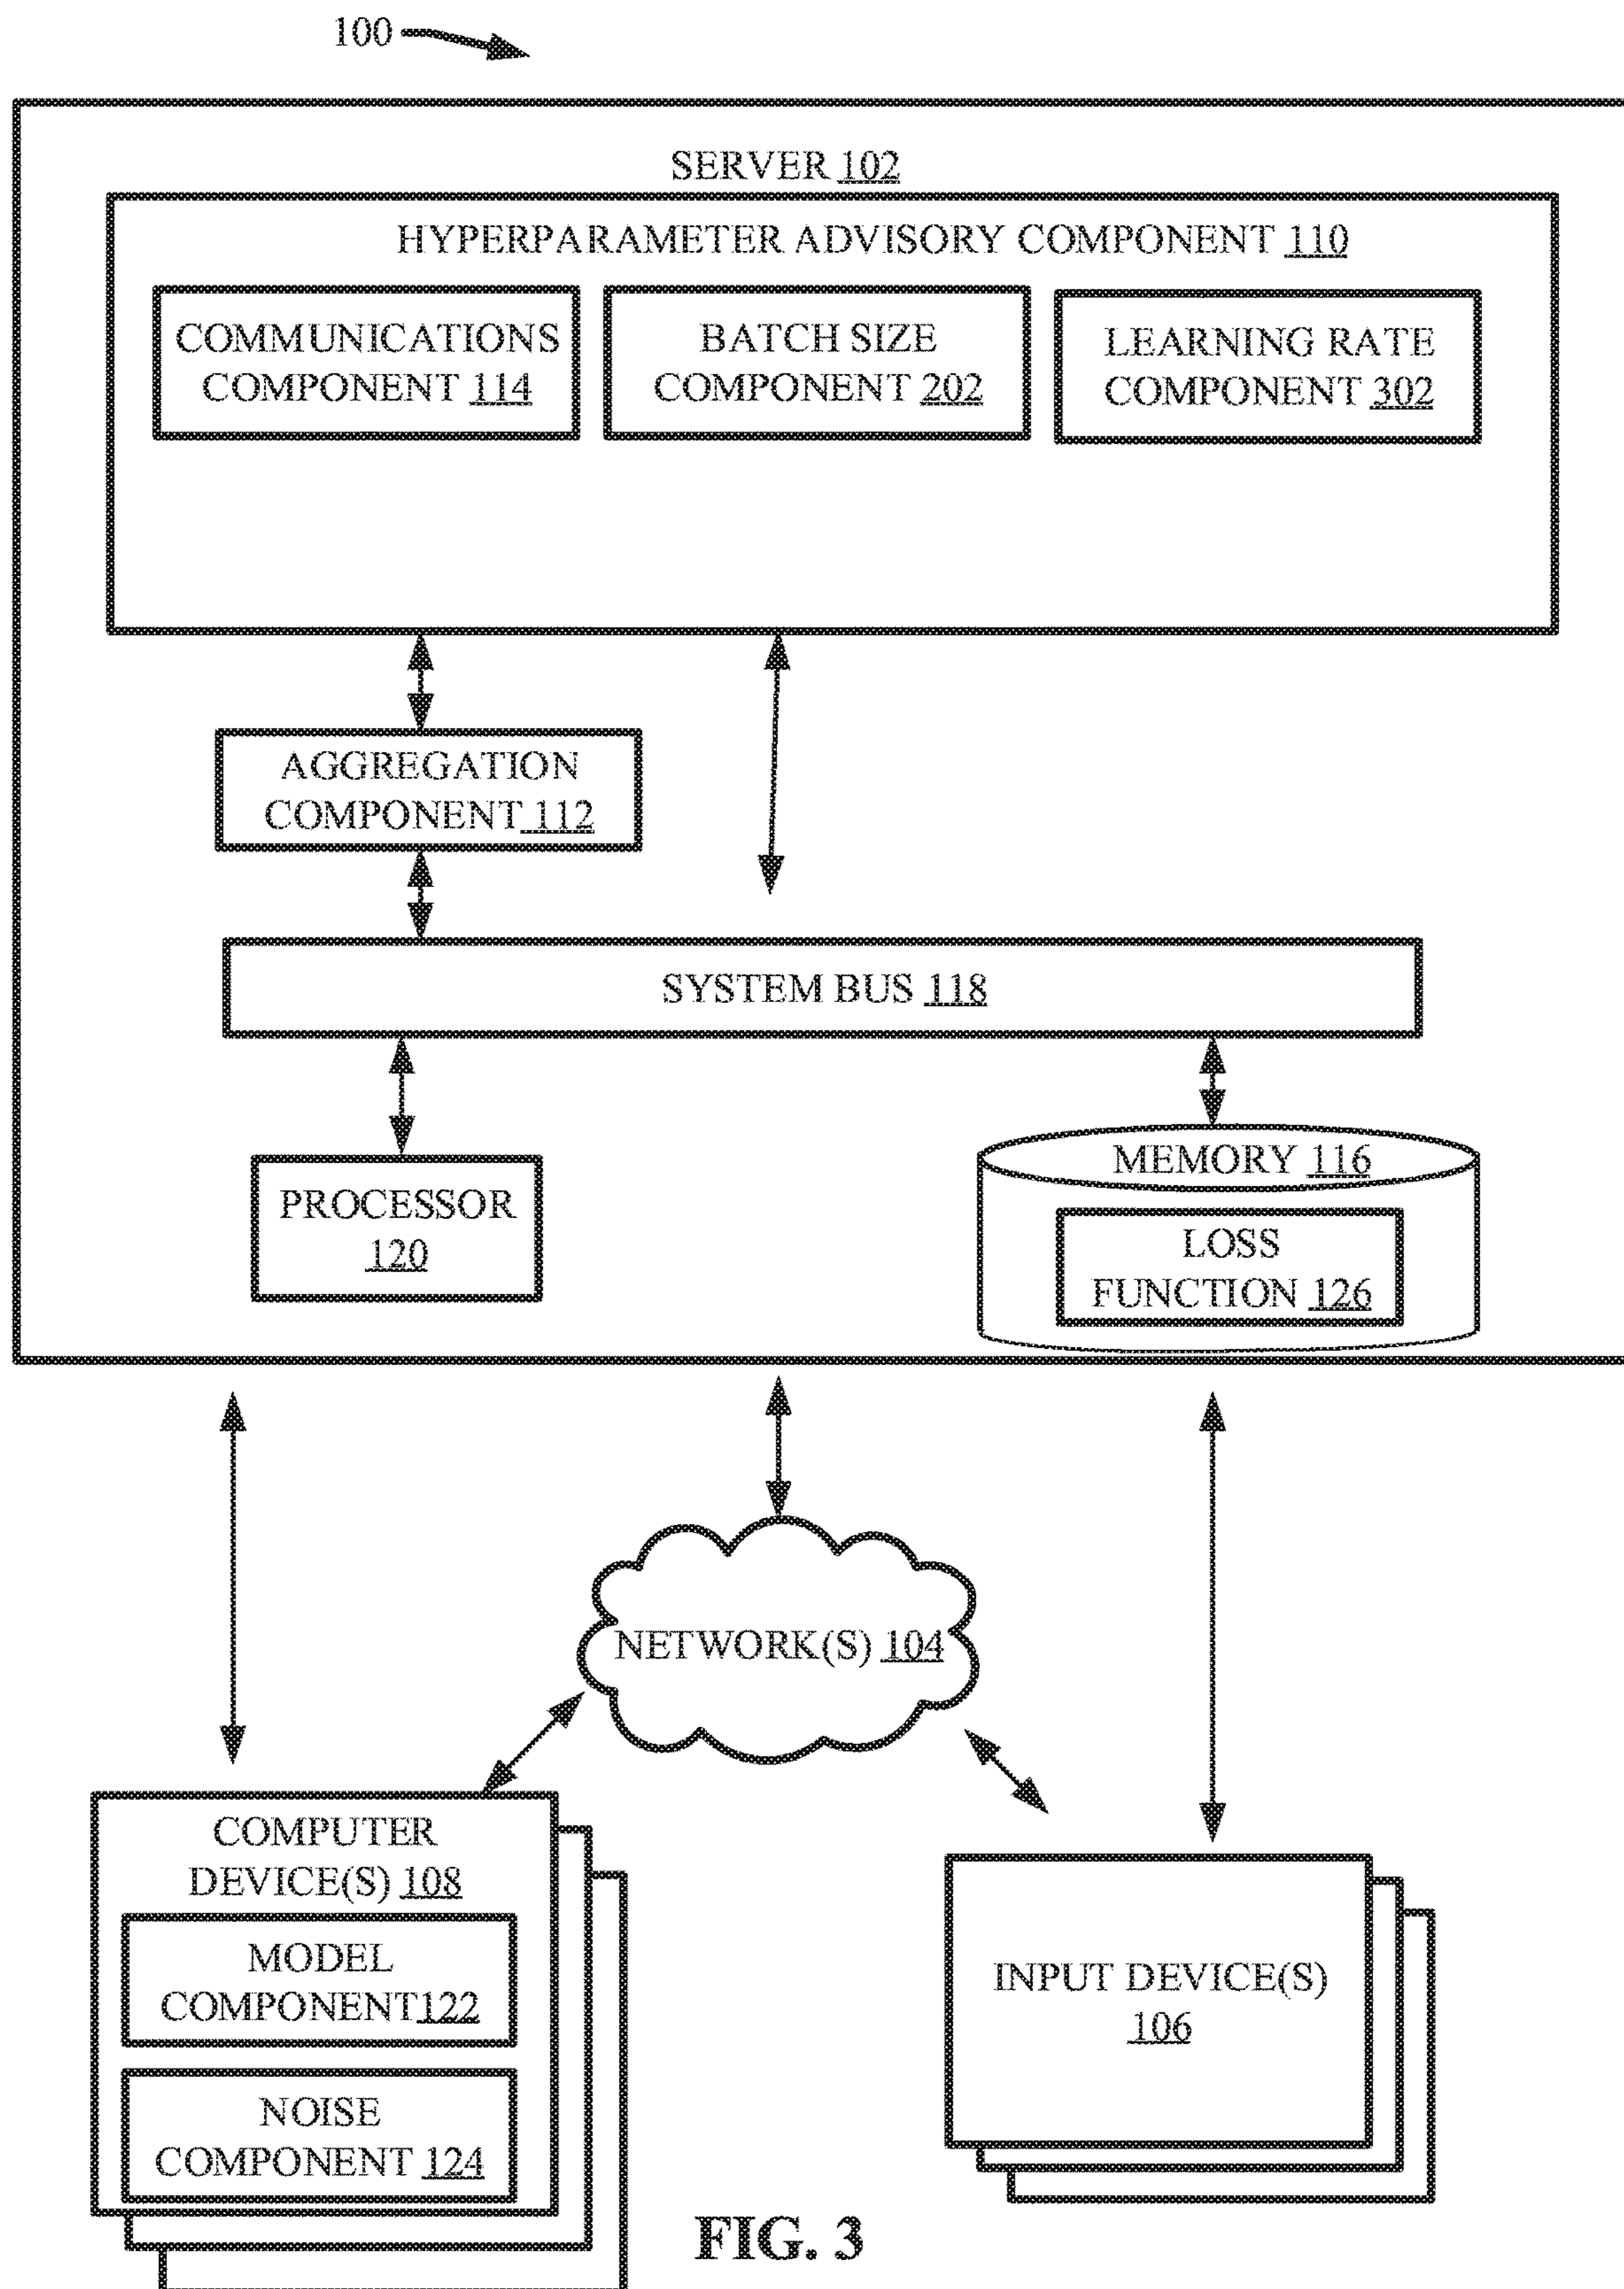 100
SERVER 102
HYPERPARAMETER ADVISORY COMPONENT 110
COMMUNICATIONS
COMPONENT 114
BATCH SIZE
COMPONENT 202
LEARNING RATE
COMPONENT 302
AGGREGATION
COMPONENT 112
SYSTEM BUS 118
PROCESSOR
120
MEMORY 116
LOSS
FUNCTION 126
NETWORK(S) 104
COMPUTER
DEVICE(S) 108
MODEL
COMPONENT122
NOISE
COMPONENT 124
INPUT DEVICE(S)
106
FIG. 3